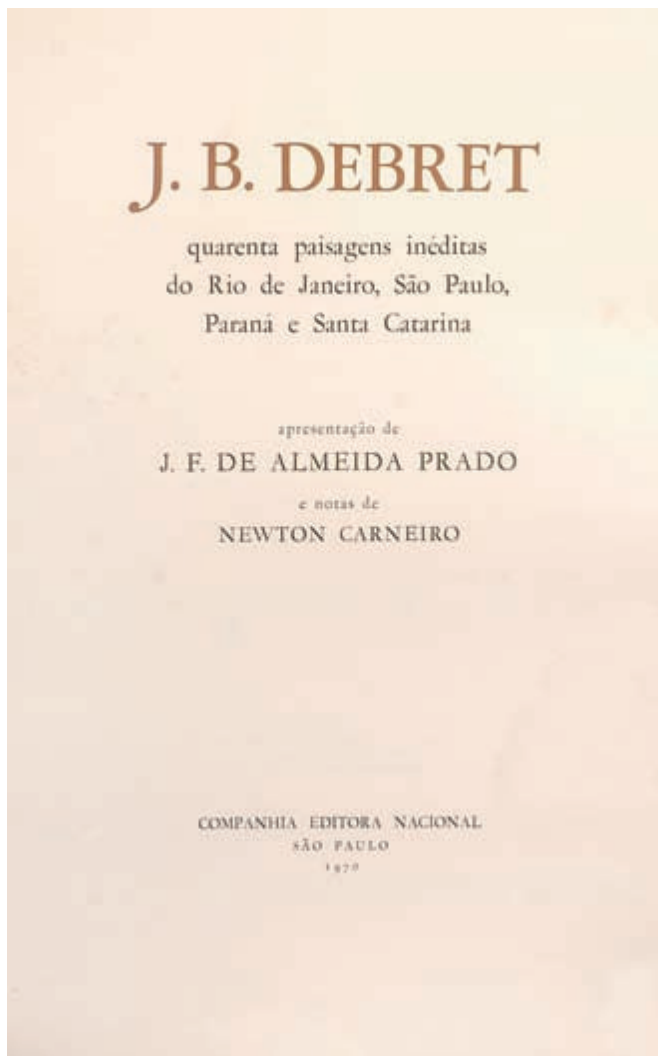 J. B. DEBRET
quarenta paisagens inéditas
do Rio de Janeiro, São Paulo,
Paraná e Santa Catarina
apresentação de
J. F. DE ALMEIDA PRADO
e notas de
NEWTON CARNEIRO
COMPANHIA EDITORA NACIONAL
SÃO PAULO
1970